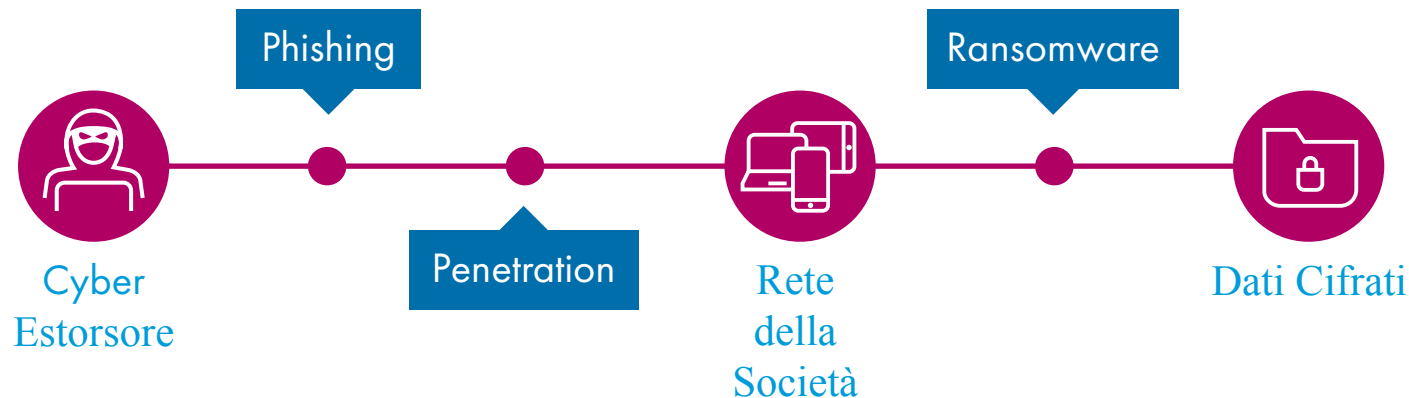 Phishing
Ransomware
Penetration
Cyber
Estorsore
Rete
della
Società
Dati Cifrati